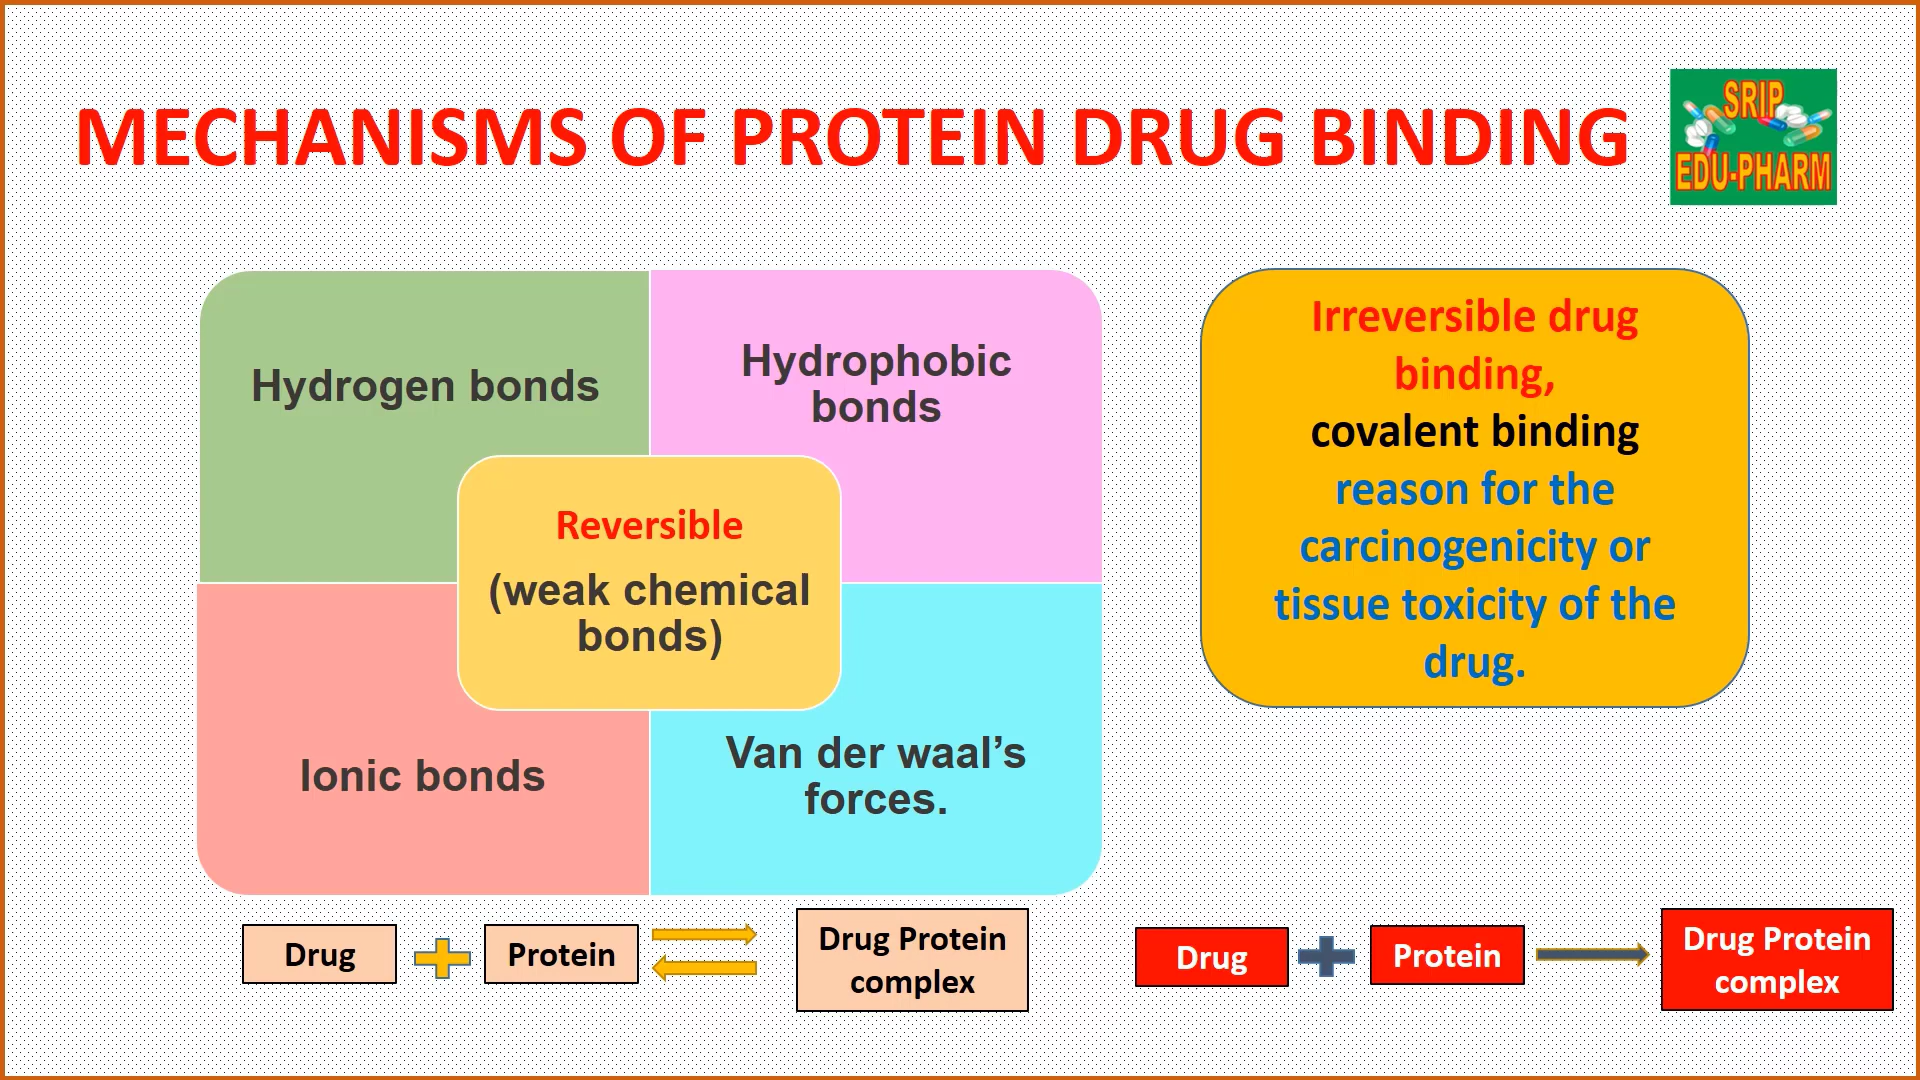 MECHANISMS OF PROTEIN DRUG BINDING
SRIP
EDU-PHARM
Hydrogen bonds
Hydrophobic
bonds
Reversible
(weak chemical
bonds)
Ionic bonds
Van der waal’s
forces.
Irreversible drug
binding,
covalent binding
reason for the
carcinogenicity or
tissue toxicity of the
drug.
Drug
Protein
Drug Protein
complex
Drug
Protein
Drug Protein
complex